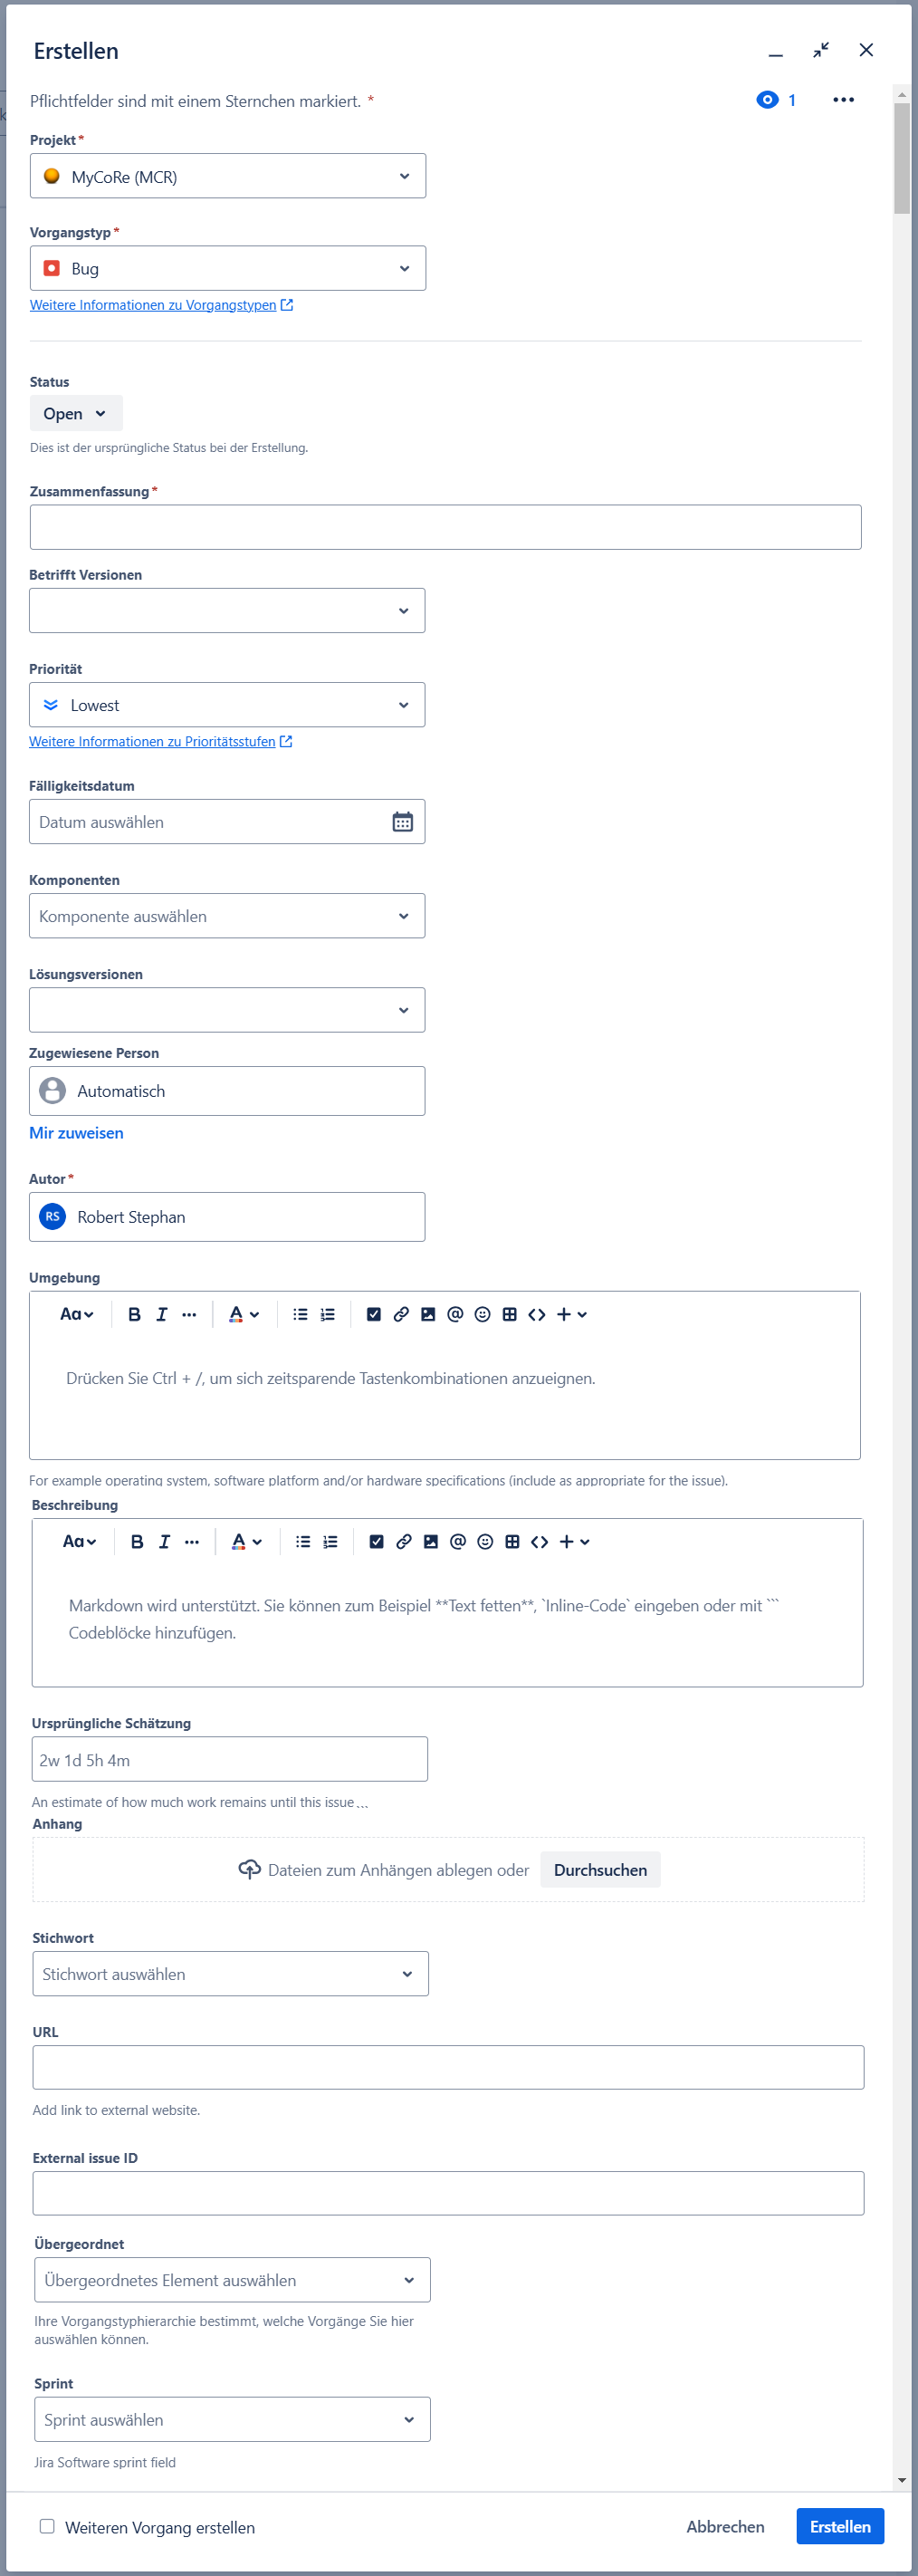 Erstellen
Pflichtfelder sind mit einem Sternchen markiert. *
1
Projekt *
MyCoRe (MCR)
Vorgangstyp *
Bug
Weitere Informationen zu Vorgangstypen
Status
Open
Dies ist der ursprüngliche Status bei der Erstellung.
Zusammenfassung *
Betrifft Versionen
Priorität
Lowest
Weitere Informationen zu Prioritätsstufen
Fälligkeitsdatum
Datum auswählen
Komponenten
Komponente auswählen
Lösungsversionen
Zugewiesene Person
Automatisch
Mir zuweisen
Autor *
RS Robert Stephan
Umgebung
Aa B I ... A @ <> +
Drücken Sie Ctrl + /, um sich zeitsparende Tastenkombinationen anzueignen.
For example operating system, software platform and/or hardware specifications (include as appropriate for the issue).
Beschreibung
Aa B I ... A @ <> +
Markdown wird unterstützt. Sie können zum Beispiel **Text fetten**, `Inline-Code` eingeben oder mit ```
Codeblöcke hinzufügen.
Ursprüngliche Schätzung
2w 1d 5h 4m
An estimate of how much work remains until this issue ...
Anhang
Dateien zum Anhängen ablegen oder Durchsuchen
Stichwort
Stichwort auswählen
URL
Add link to external website.
External issue ID
Übergeordnet
Übergeordnetes Element auswählen
Ihre Vorgangstyphierarchie bestimmt, welche Vorgänge Sie hier
auswählen können.
Sprint
Sprint auswählen
Jira Software sprint field
Weiteren Vorgang erstellen
Abbrechen
Erstellen